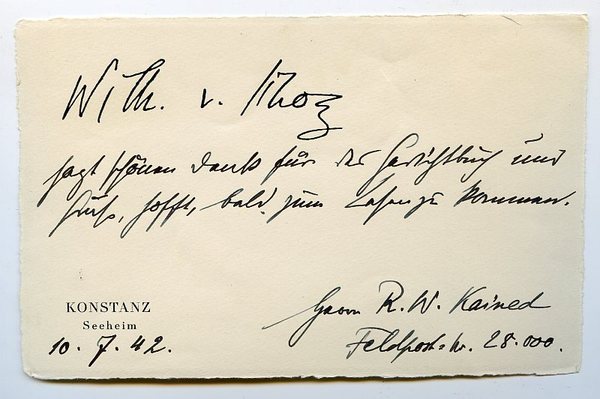 Wilh. v. Scholz
sagt schönen Dank für das Gedichtbuch und
Gruß, hofft, bald zum Lesen zu kommen.
KONSTANZ
Seeheim
10. 7. 42.
Herrn R. W. Kained
Feldpost-Nr. 28.000.